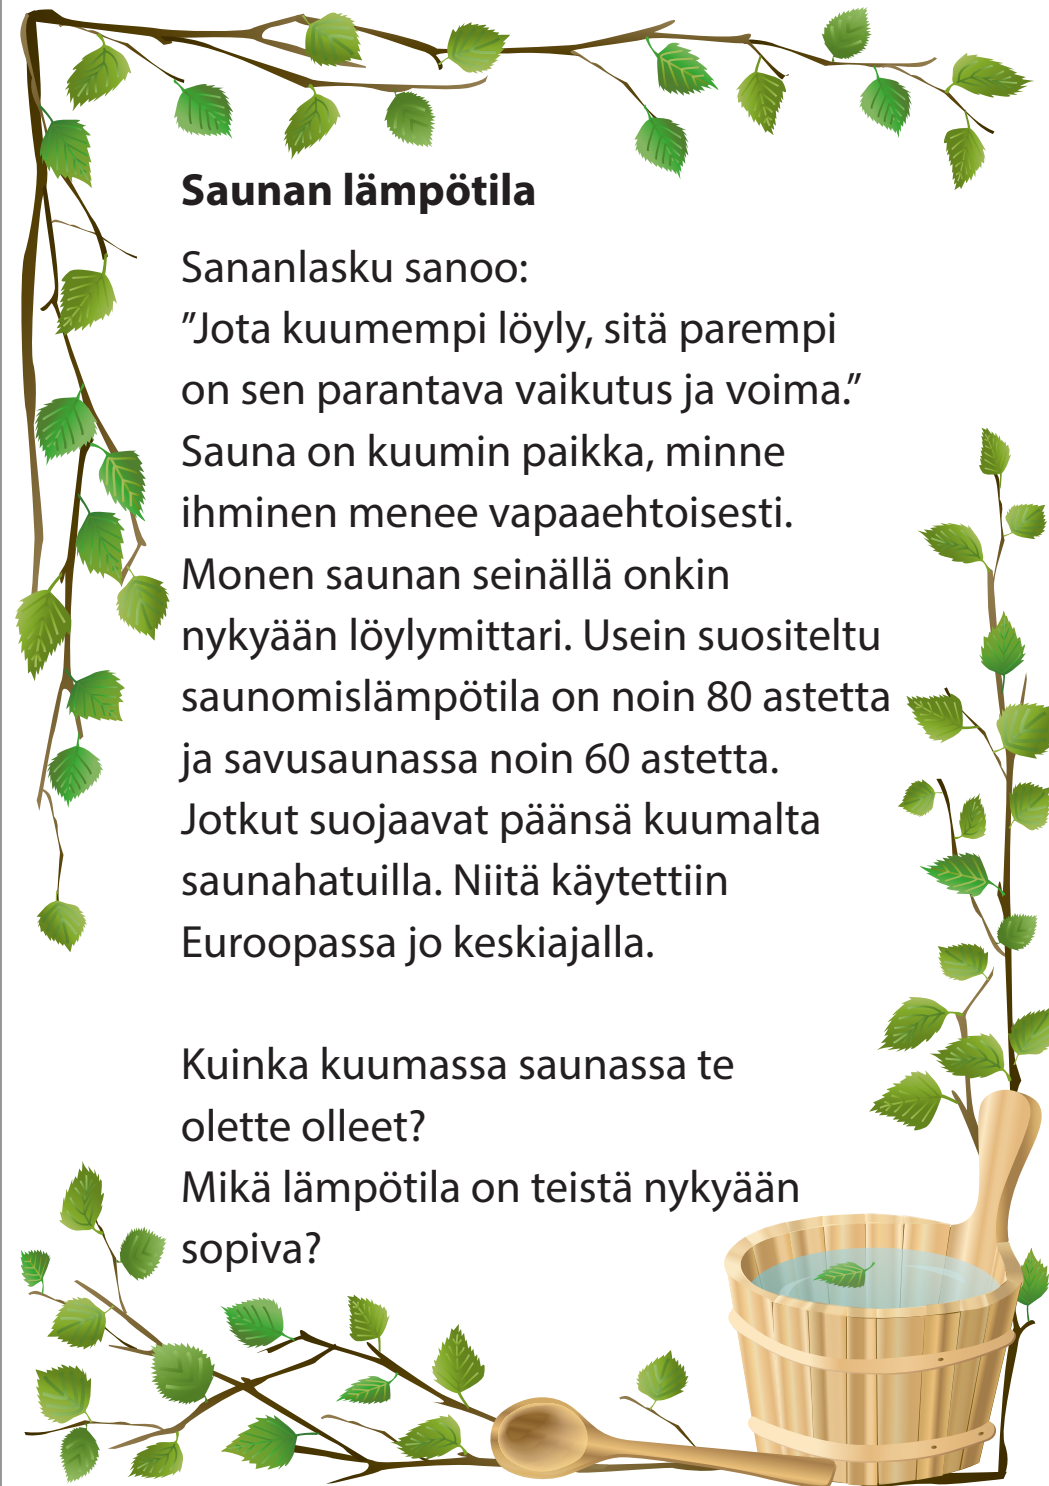 Saunan lämpötila
Sananlasku sanoo:
”Jota kuumempi löyly, sitä parempi
on sen parantava vaikutus ja voima.”
Sauna on kuumin paikka, minne
ihminen menee vapaaehtoisesti.
Monen saunan seinällä onkin
nykyään löylymittari. Usein suositeltu
saunomislämpötila on noin 80 astetta
ja savusaunassa noin 60 astetta.
Jotkut suojaavat päänsä kuumalta
saunahatuilla. Niitä käytettiin
Euroopassa jo keskiajalla.
Kuinka kuumassa saunassa te
olette olleet?
Mikä lämpötila on teistä nykyään
sopiva?